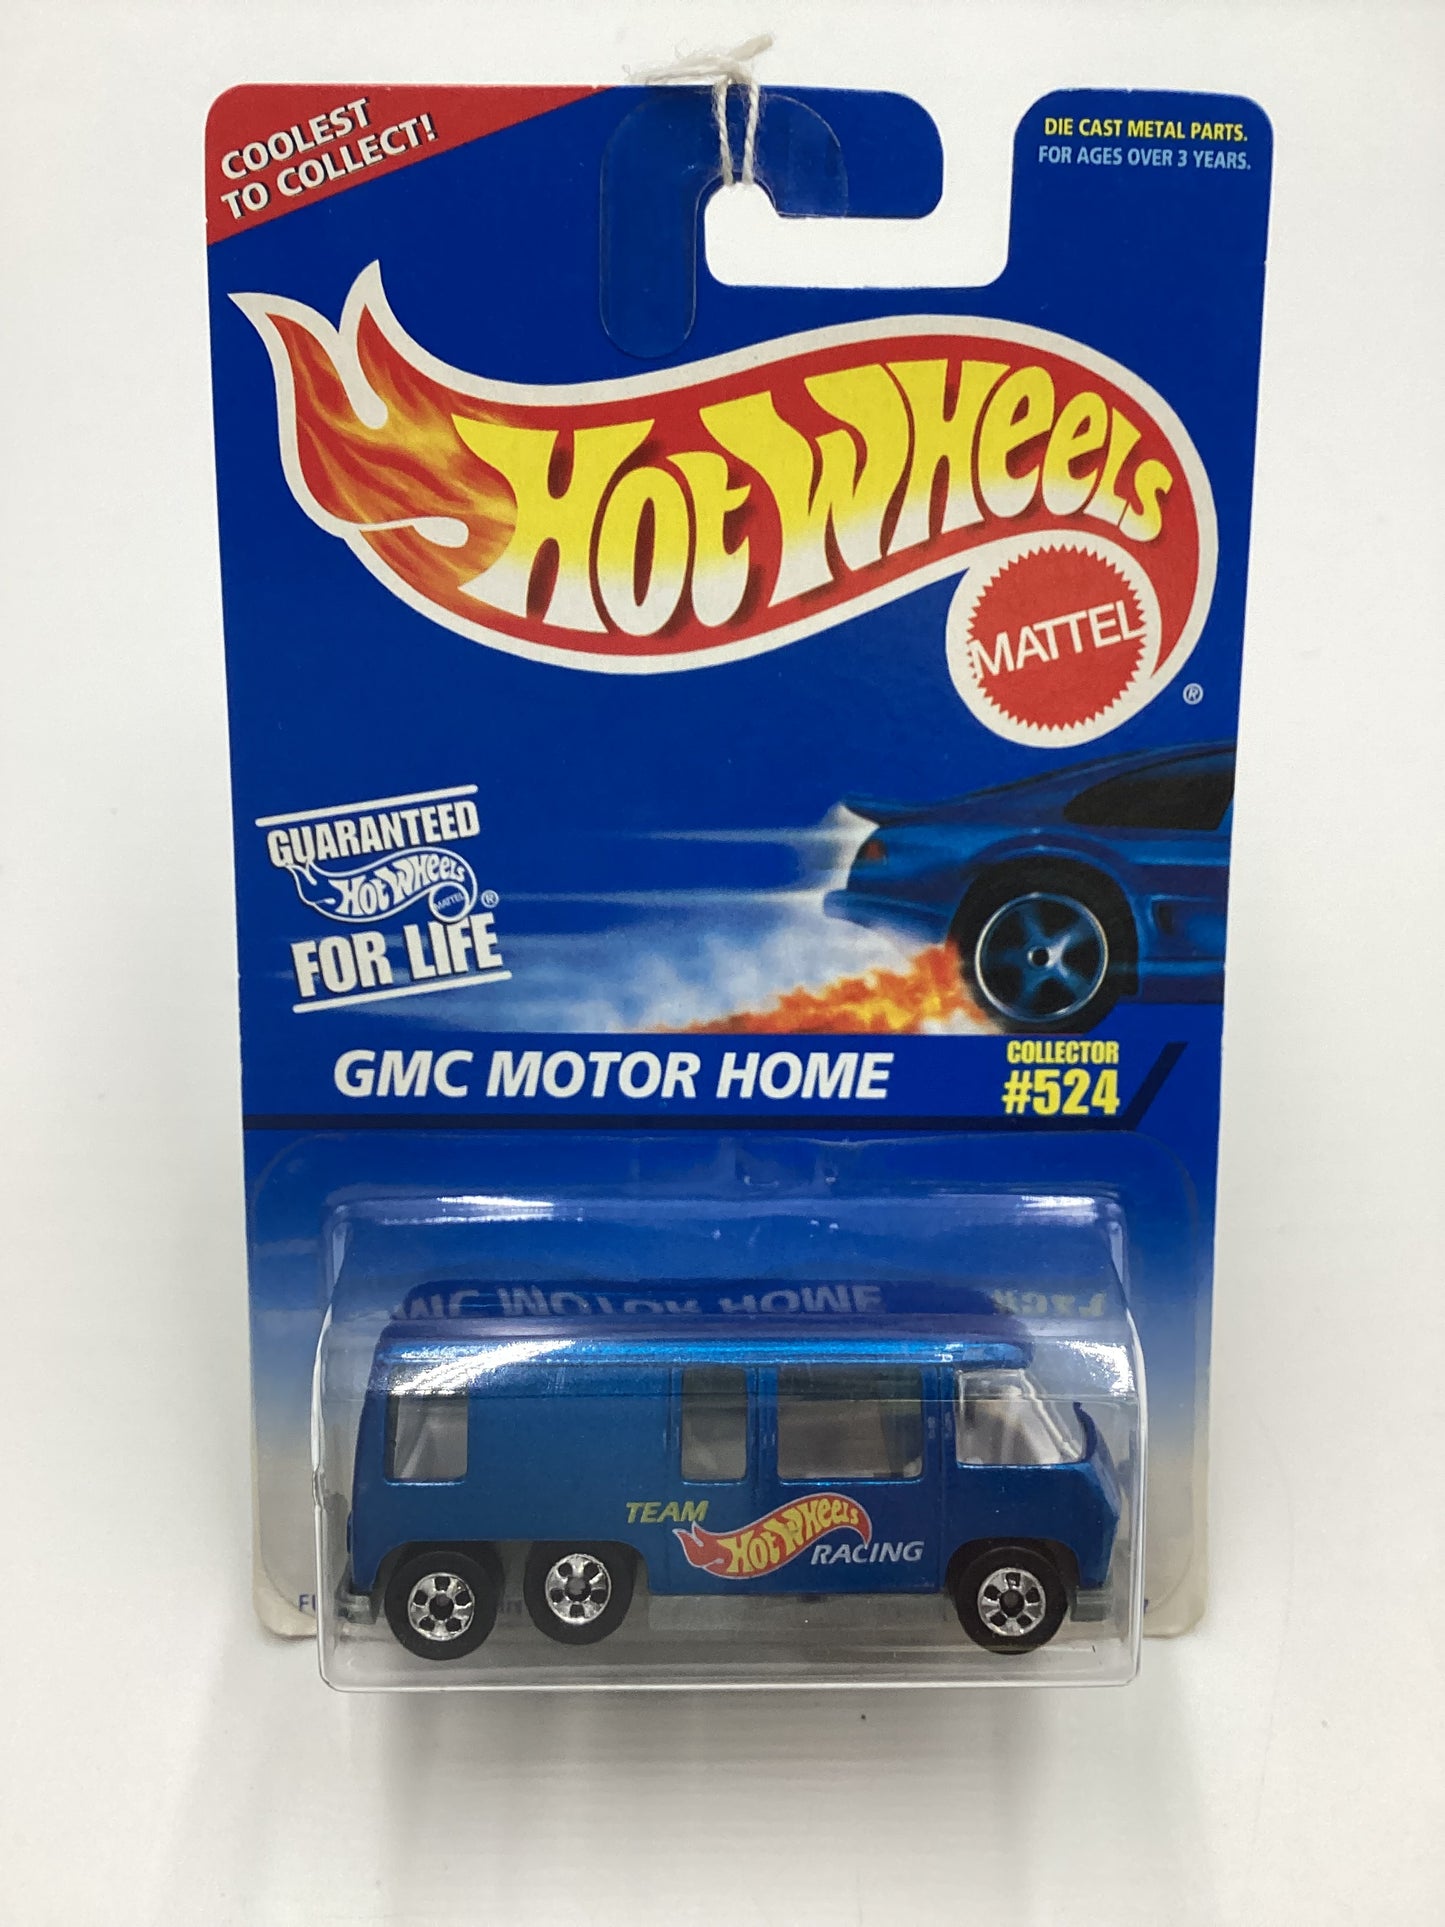 COOLEST
TO COLLECT!
DIE CAST METAL PARTS.
FOR AGES OVER 3 YEARS.
HOT WHEELS
MATTEL
®
GUARANTEED
HOT WHEELS
MATTEL ®
FOR LIFE
GMC MOTOR HOME
COLLECTOR
#524
TEAM
HOT WHEELS
RACING